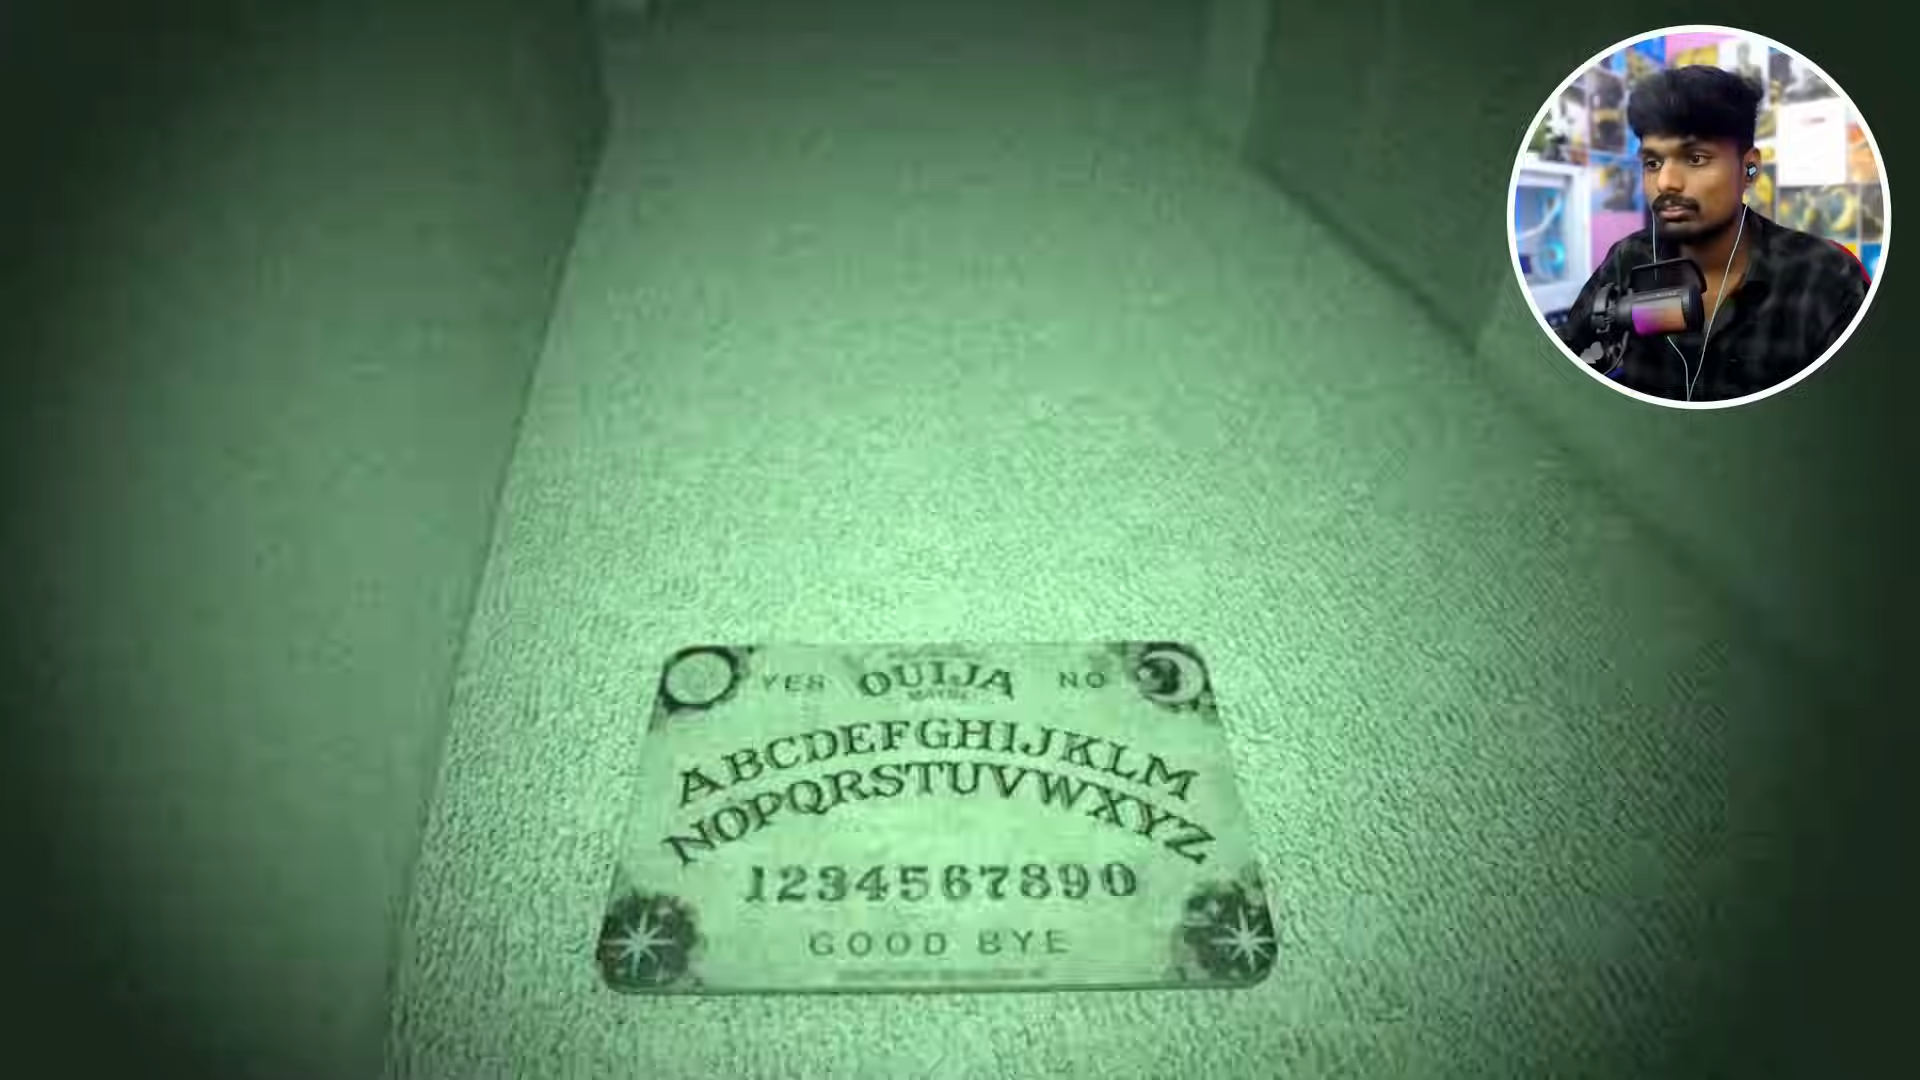 YES OUIJA NO
ABCDEFGHIJKLM
NOPQRSTUVWXYZ
1234567890
GOOD BYE